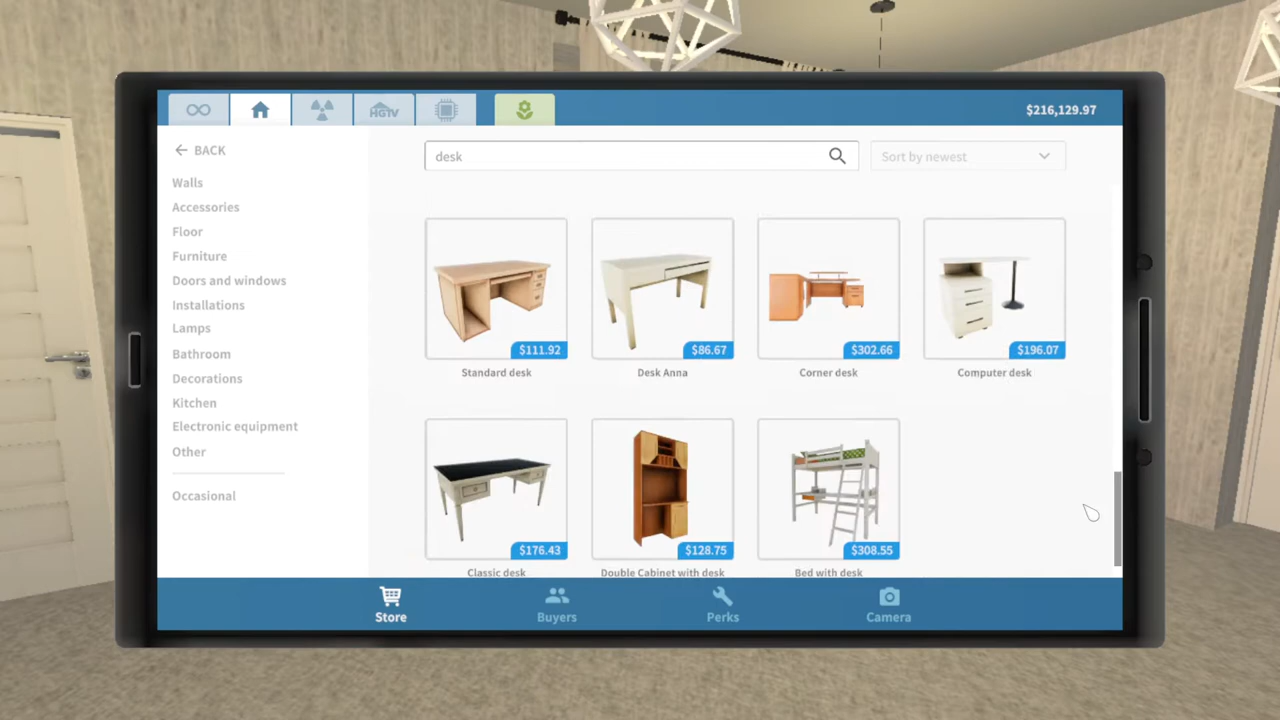 HGTV
$216,129.97
BACK
desk
Sort by newest
Walls
Accessories
Floor
Furniture
Doors and windows
Installations
Lamps
Bathroom
Decorations
Kitchen
Electronic equipment
Other
Occasional
$111.92
$86.67
$302.66
$196.07
Standard desk
Desk Anna
Corner desk
Computer desk
$176.43
$128.75
$308.55
Classic desk
Double Cabinet with desk
Bed with desk
Store
Buyers
Perks
Camera